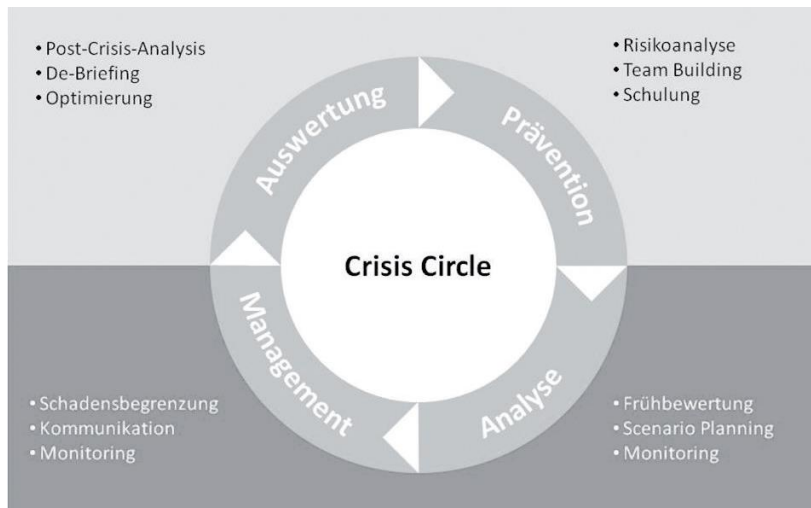 • Post-Crisis-Analysis
• De-Briefing
• Optimierung
• Risikoanalyse
• Team Building
• Schulung
Auswertung
Prävention
Crisis Circle
Management
Analyse
• Schadensbegrenzung
• Kommunikation
• Monitoring
• Frühbewertung
• Scenario Planning
• Monitoring